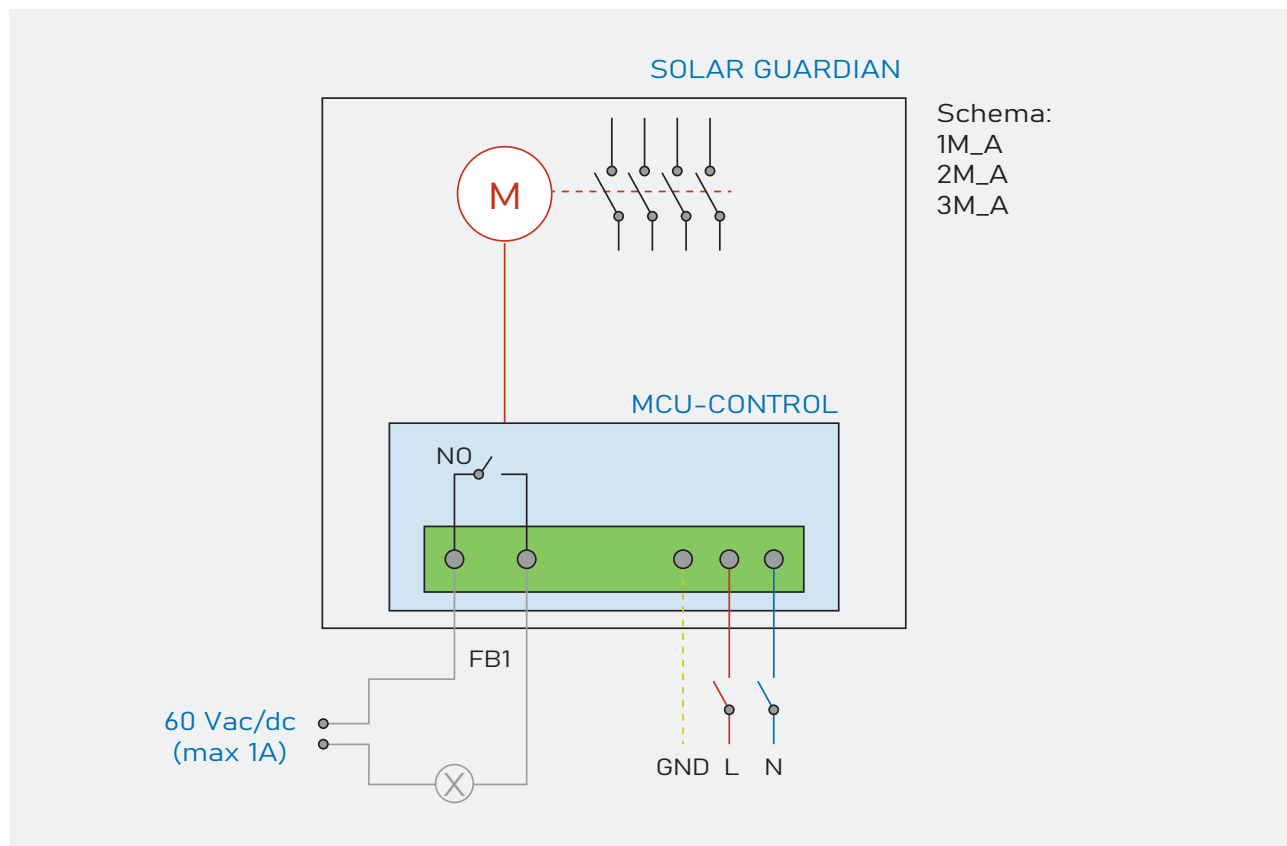 SOLAR GUARDIAN
Schema:
1M_A
2M_A
3M_A
M
MCU-CONTROL
NO
FB1
60 Vac/dc
(max 1A)
X
GND L N